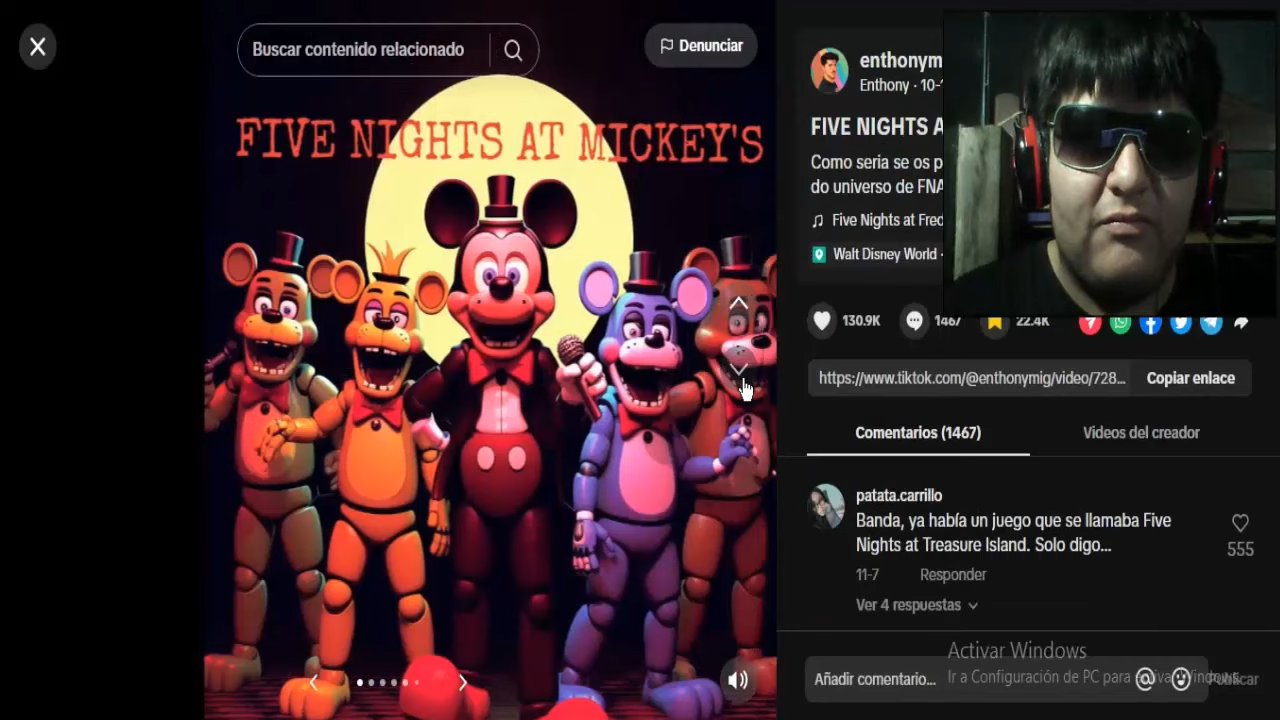 Buscar contenido relacionado
Denunciar
FIVE NIGHTS AT MICKEY'S
enthonym
Enthony · 10-
FIVE NIGHTS A
Como seria se os p
do universo de FNA
Five Nights at Fred
Walt Disney World ·
130.9K
1467
22.4K
https://www.tiktok.com/@enthonymig/video/728...
Copiar enlace
Comentarios (1467)
Videos del creador
patata.carrillo
Banda, ya había un juego que se llamaba Five
Nights at Treasure Island. Solo digo...
555
11-7
Responder
Ver 4 respuestas
Activar Windows
Ir a Configuración de PC para activar Windows.
Añadir comentario...
Publicar